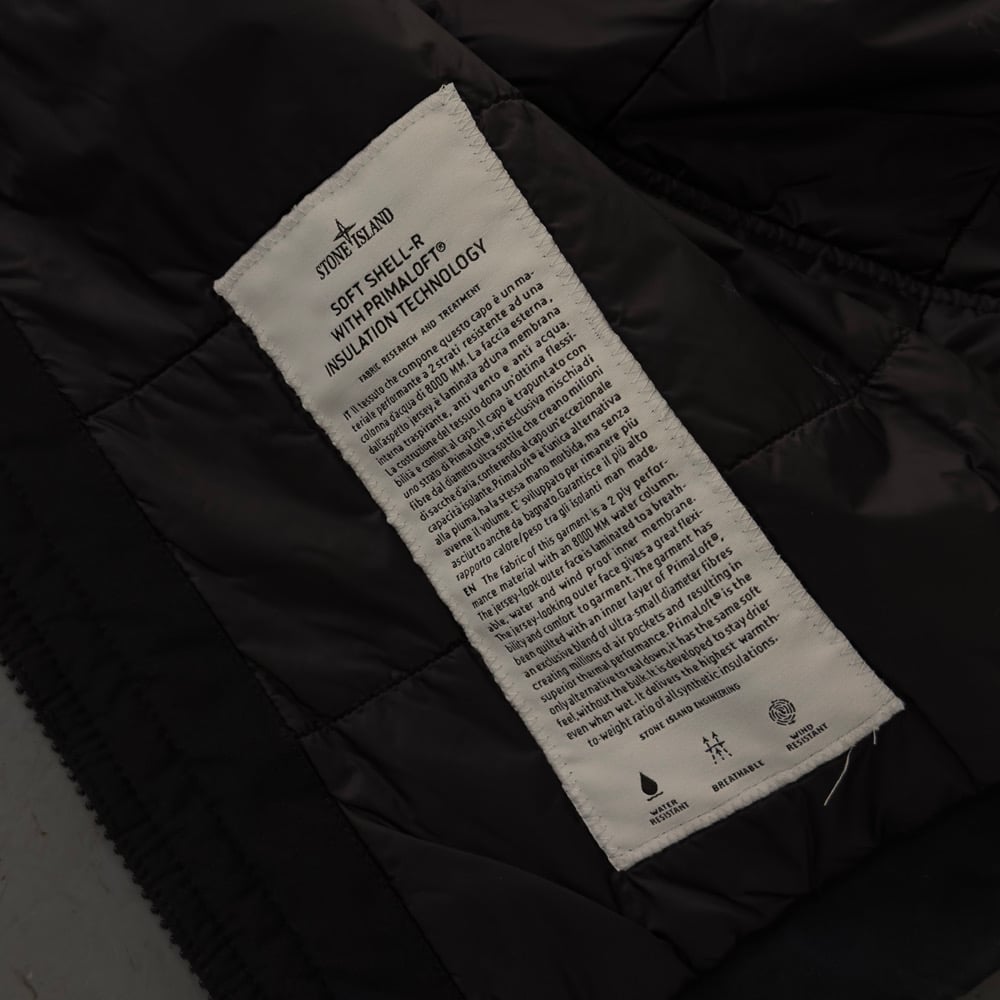 STONE ISLAND
SOFT SHELL-R
WITH PRIMALOFT®
INSULATION TECHNOLOGY
FABRIC RESEARCH AND TREATMENT
IT Il tessuto che compone questo capo è un ma-
teriale performante a 2 strati resistente ad una
colonna d'acqua di 8000 MM. La faccia esterna,
dall'aspetto jersey, è laminata ad una membrana
interna traspirante, anti vento e anti acqua.
La costruzione del tessuto dona un'ottima flessi-
bilità e comfort al capo. Il capo è trapuntato con
uno strato di PrimaLoft®, un'esclusiva mischia di
fibre dal diametro ultra sottile che creano milioni
di sacche d'aria, conferendo al capo un'eccezionale
capacità isolante. PrimaLoft® è l'unica alternativa
alla piuma, ha la stessa mano morbida, ma senza
averne il volume. E' sviluppato per rimanere più
asciutto anche da bagnato. Garantisce il più alto
rapporto calore/peso tra gli isolanti man made.
EN The fabric of this garment is a 2 ply perfor-
mance material with an 8000 MM water column.
The jersey-look outer face is laminated to a breath-
able, water and wind proof inner membrane.
The jersey-looking outer face gives a great flexi
bility and comfort to garment. The garment has
been quilted with an inner layer of PrimaLoft®,
an exclusive blend of ultra-small diameter fibres
creating millions of air pockets and resulting in
superior thermal performance. PrimaLoft® is the
only alternative to real down, it has the same soft
feel, without the bulk. It is developed to stay drier
even when wet. It delivers the highest warmth-
to-weight ratio of all synthetic insulations.
STONE ISLAND ENGINEERING
WATER
RESISTANT
BREATHABLE
WIND
RESISTANT